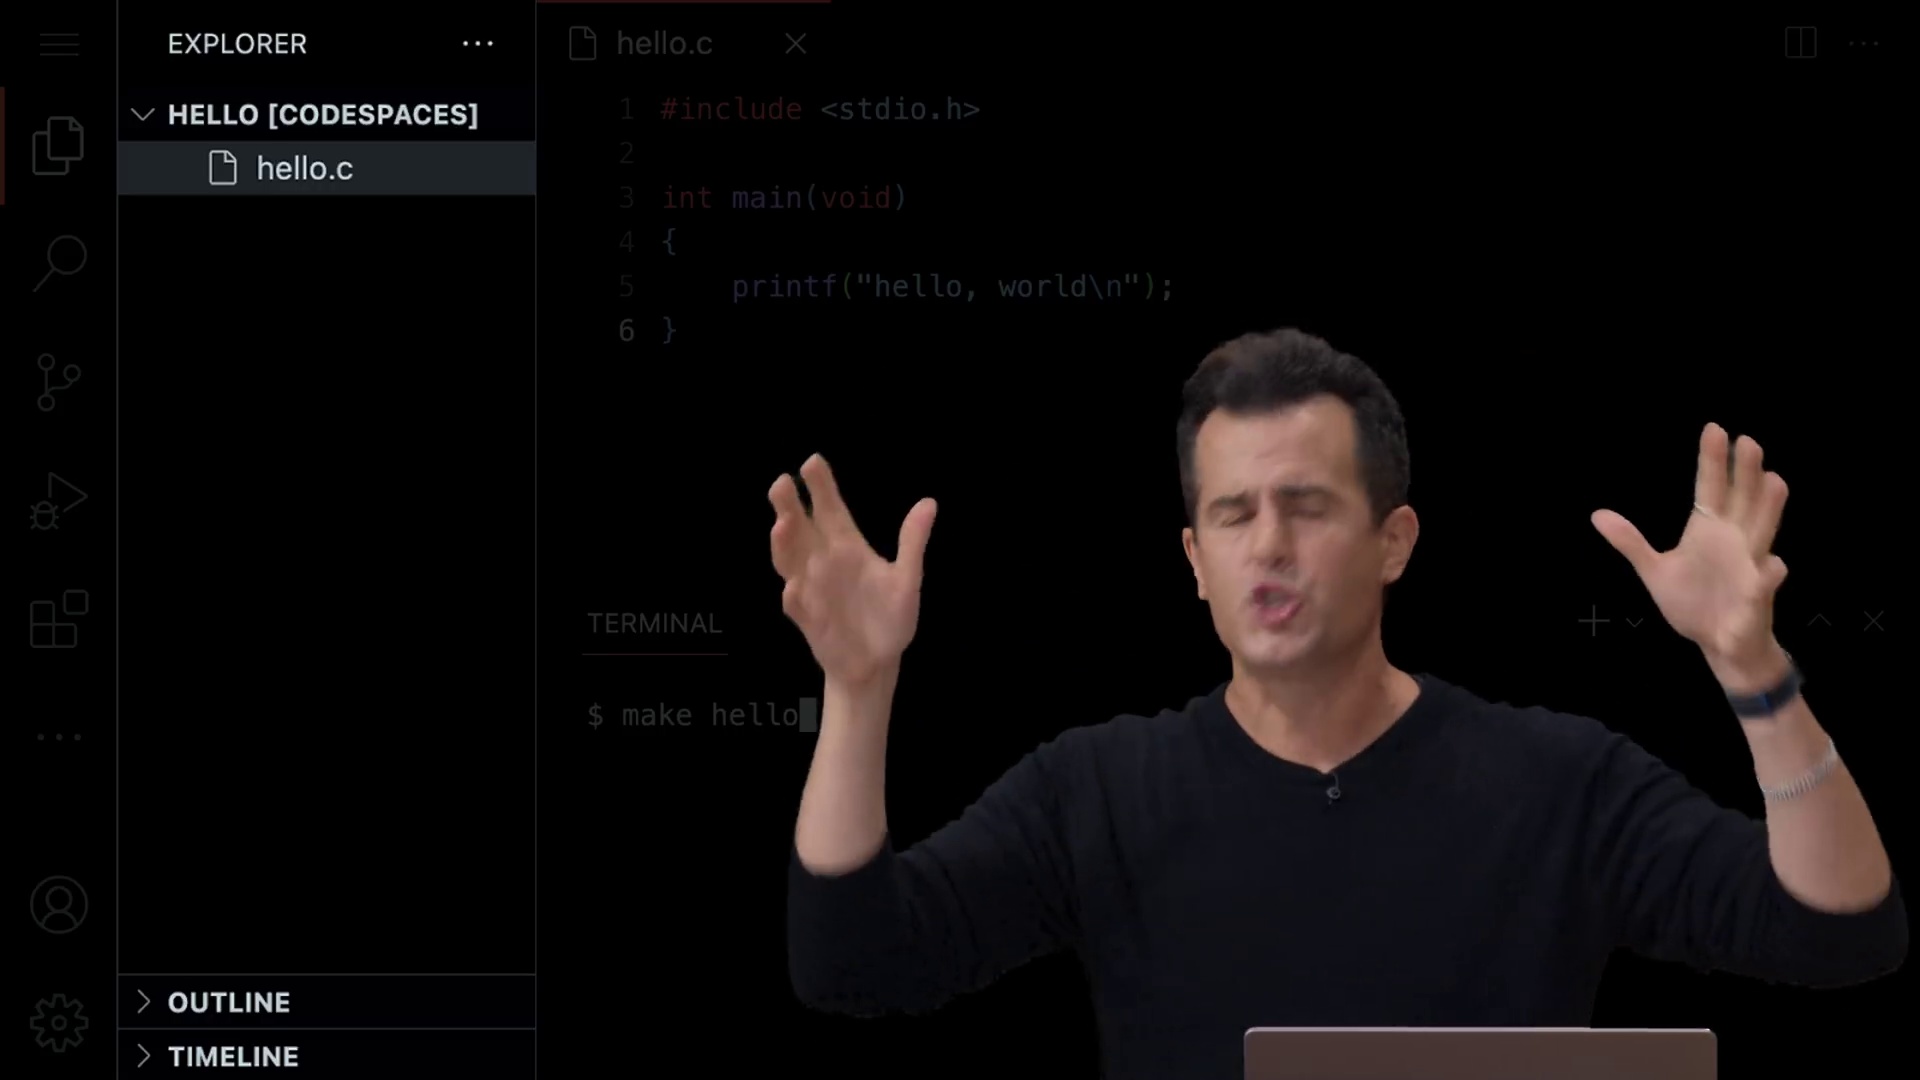 EXPLORER
HELLO [CODESPACES]
hello.c
OUTLINE
TIMELINE
hello.c
1 #include <stdio.h>
2
3 int main(void)
4 {
5 printf("hello, world\n");
6 }
TERMINAL
$ make hello